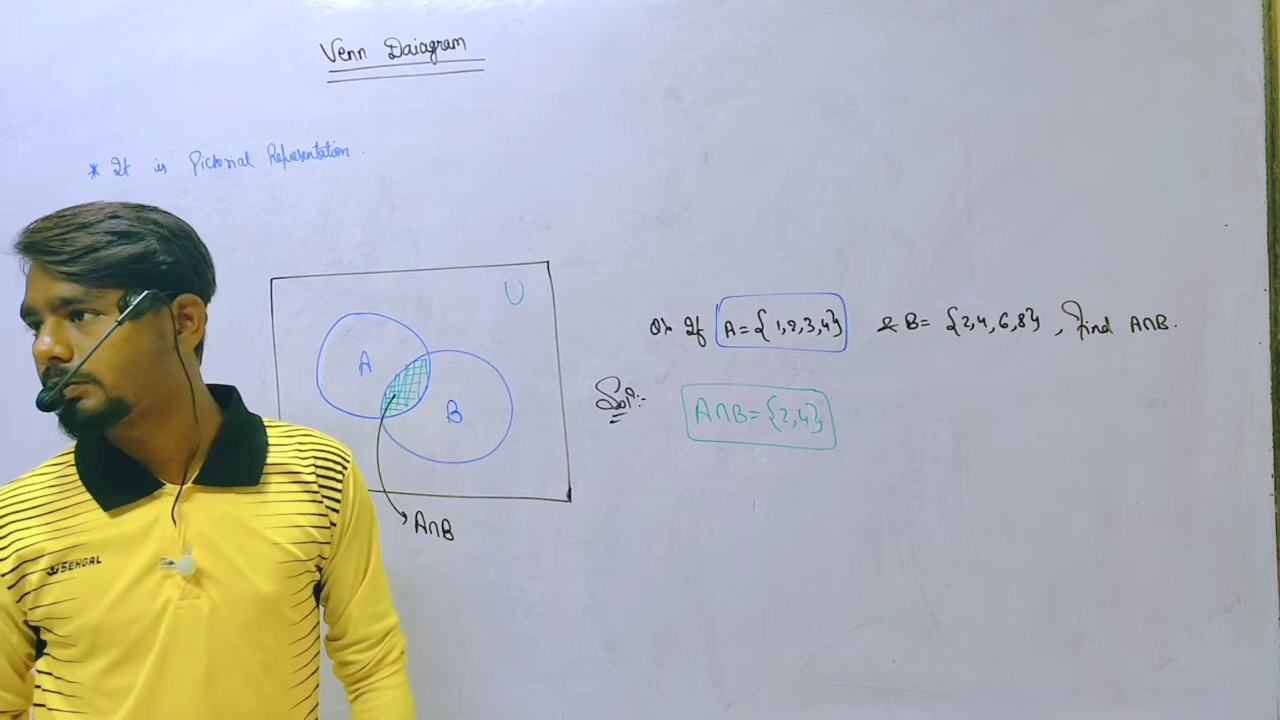 Venn Daiagram
* It is Pictorial Representation.
U
A
B
A∩B
Q> If A={1,2,3,4} & B= {2,4,6,8}, Find A∩B.
Sol:-
A∩B={2,4}
SEHGAL